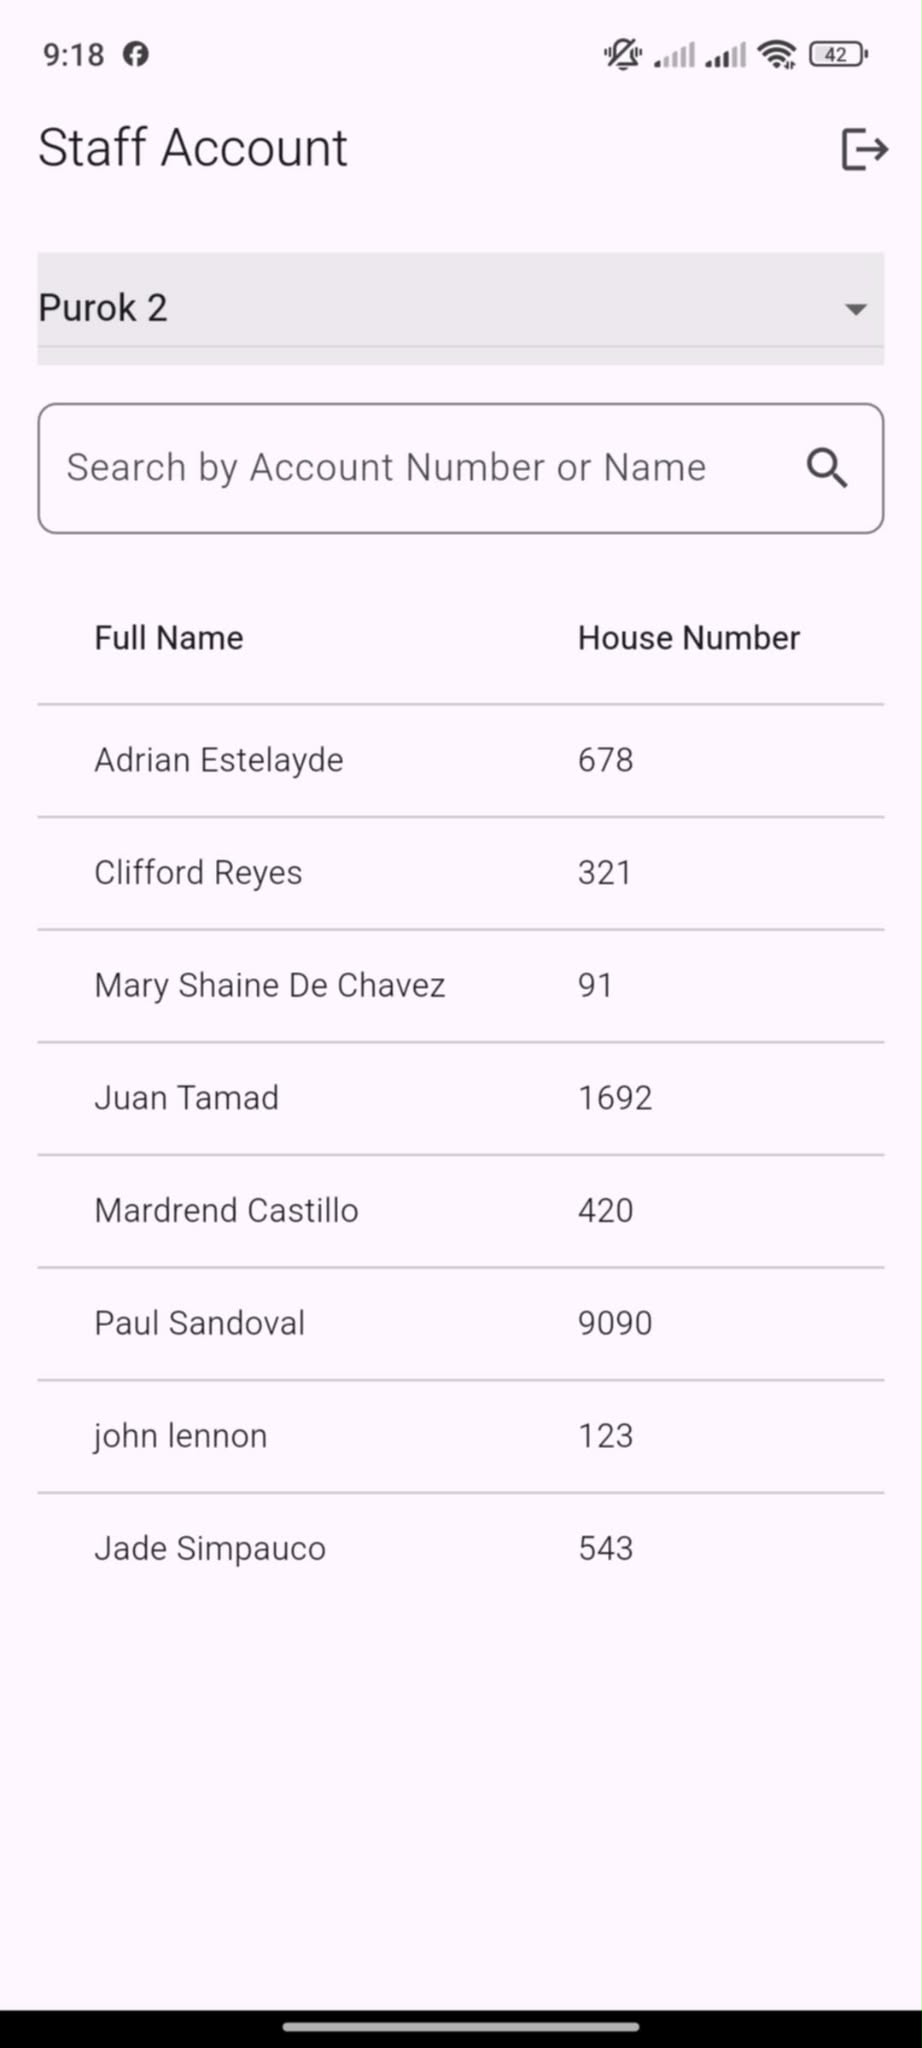 9:18
42
Staff Account
Purok 2
Search by Account Number or Name
Full Name House Number
Adrian Estelayde 678
Clifford Reyes 321
Mary Shaine De Chavez 91
Juan Tamad 1692
Mardrend Castillo 420
Paul Sandoval 9090
john lennon 123
Jade Simpauco 543